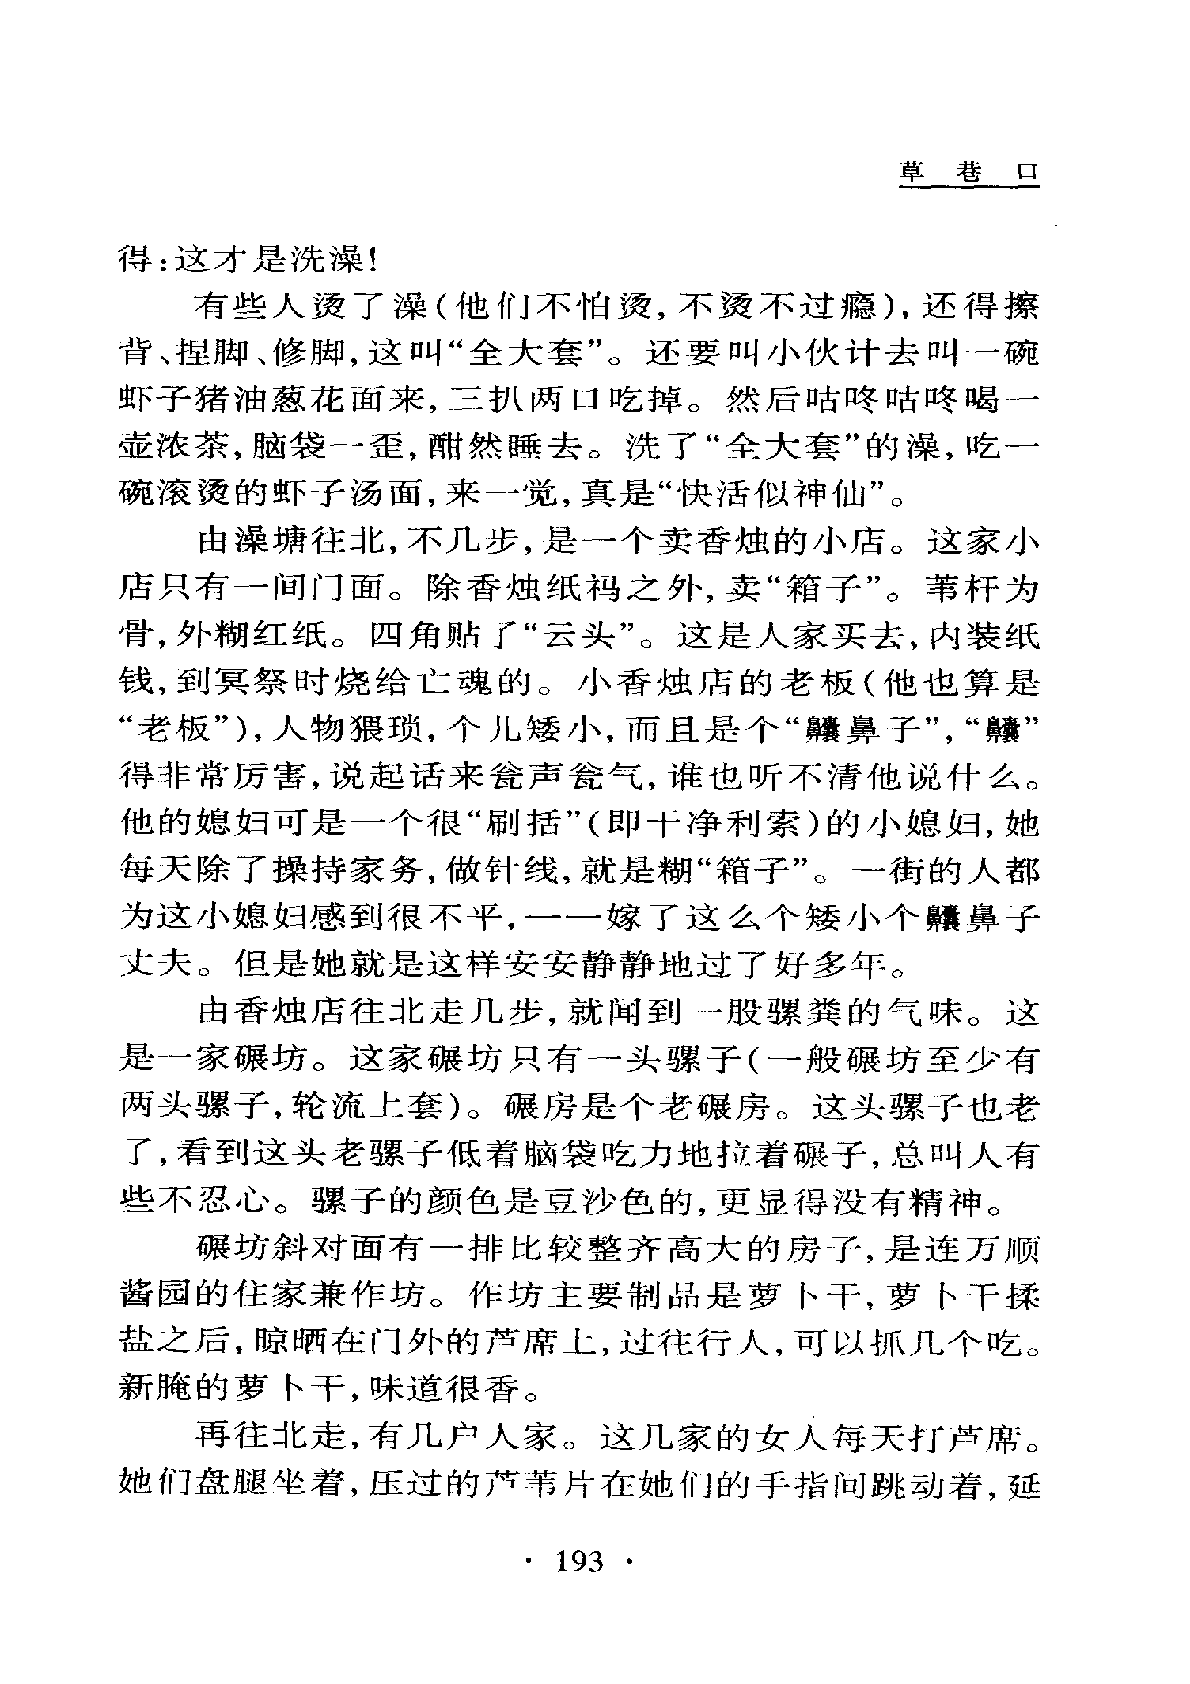 草巷口
得:这才是洗澡!
有些人烫了澡(他们不怕烫,不烫不过瘾),还得擦
背、捏脚、修脚,这叫“全大套”。还要叫小伙计去叫一碗
虾子猪油葱花面来,三扒两口吃掉。然后咕咚咕咚喝一
壶浓茶,脑袋一歪,酣然睡去。洗了“全大套”的澡,吃一
碗滚烫的虾子汤面,来一觉,真是“快活似神仙”。
由澡塘往北,不几步,是一个卖香烛的小店。这家小
店只有一间门面。除香烛纸祃之外,卖“箱子”。苇杆为
骨,外糊红纸。四角贴了“云头”。这是人家买去,内装纸
钱,到冥祭时烧给亡魂的。小香烛店的老板(他也算是
“老板”),人物猥琐,个儿矮小,而且是个“齉鼻子”,“齉”
得非常厉害,说起话来瓮声瓮气,谁也听不清他说什么。
他的媳妇可是一个很“刷括”(即干净利索)的小媳妇,她
每天除了操持家务,做针线,就是糊“箱子”。一街的人都
为这小媳妇感到很不平,——嫁了这么个矮小个齉鼻子
丈夫。但是她就是这样安安静静地过了好多年。
由香烛店往北走几步,就闻到一股骡粪的气味。这
是一家碾坊。这家碾坊只有一头骡子(一般碾坊至少有
两头骡子,轮流上套)。碾房是个老碾房。这头骡子也老
了,看到这头老骡子低着脑袋吃力地拉着碾子,总叫人有
些不忍心。骡子的颜色是豆沙色的,更显得没有精神。
碾坊斜对面有一排比较整齐高大的房子,是连万顺
酱园的住家兼作坊。作坊主要制品是萝卜干,萝卜干揉
盐之后,晾晒在门外的芦席上,过往行人,可以抓几个吃。
新腌的萝卜干,味道很香。
再往北走,有几户人家。这几家的女人每天打芦席。
她们盘腿坐着,压过的芦苇片在她们的手指间跳动着,延
· 193 ·